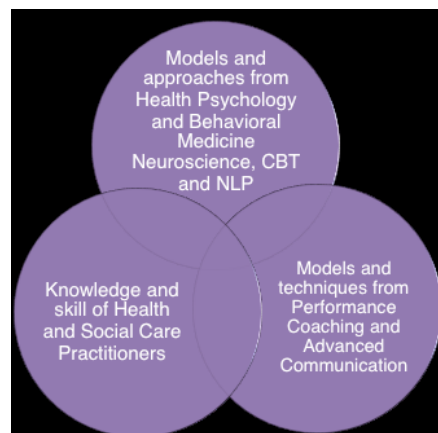 Models and
approaches from
Health Psychology
and Behavioral
Medicine
Neuroscience, CBT
and NLP
Knowledge and
skill of Health
and Social Care
Practitioners
Models and
techniques from
Performance
Coaching and
Advanced
Communication